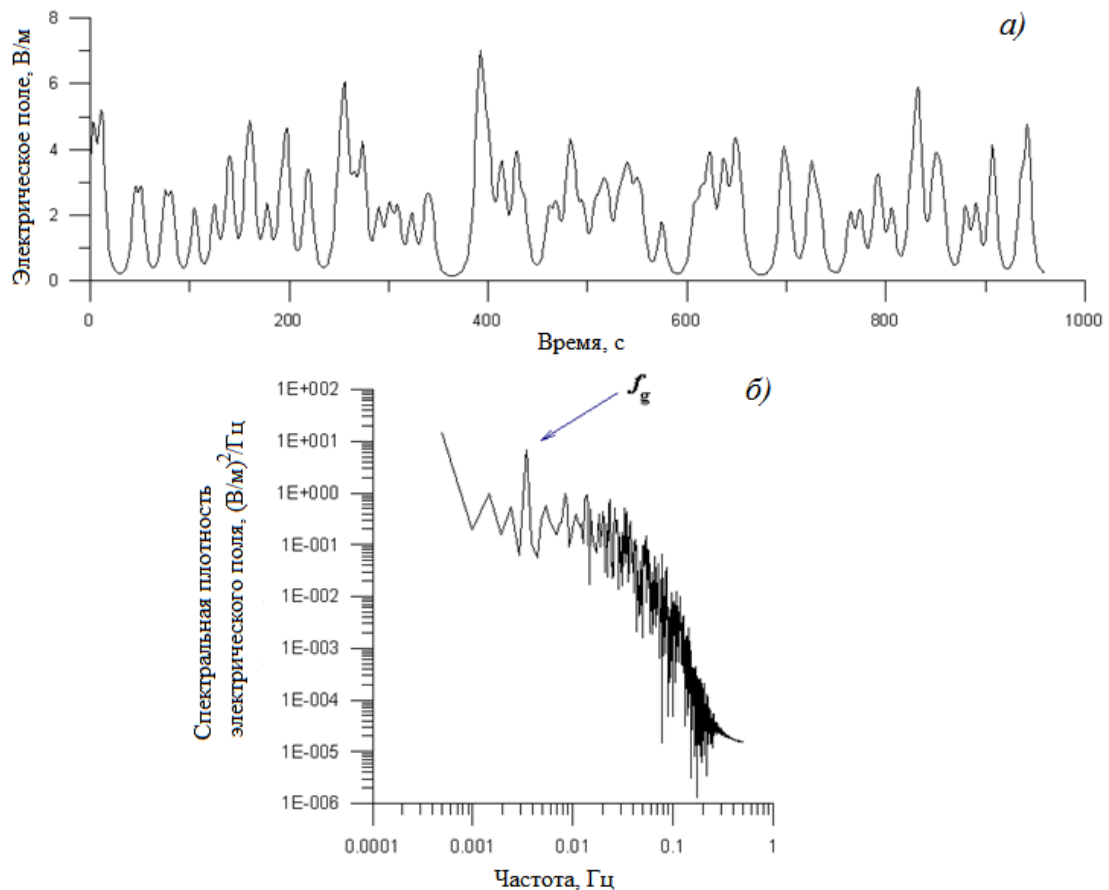 а)
Электрическое поле, В/м
8
6
4
2
0
0 200 400 600 800 1000
Время, с
б)
f g
Спектральная плотность
электрического поля, (В/м)2/Гц
1E+002
1E+001
1E+000
1E-001
1E-002
1E-003
1E-004
1E-005
1E-006
0.0001 0.001 0.01 0.1 1
Частота, Гц